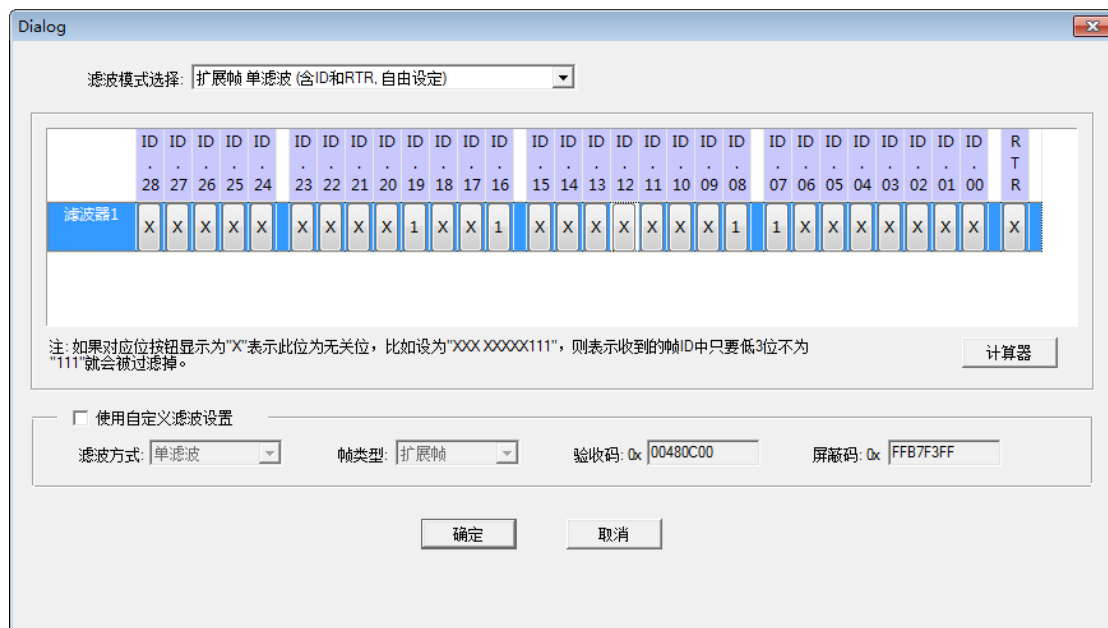 Dialog
滤波模式选择: 扩展帧 单滤波 (含ID和RTR, 自由设定)
ID ID ID ID ID ID ID ID ID ID ID ID ID ID ID ID ID ID ID ID ID ID ID ID ID ID ID ID ID R
. . . . . . . . . . . . . . . . . . . . . . . . . . . . . T
28 27 26 25 24 23 22 21 20 19 18 17 16 15 14 13 12 11 10 09 08 07 06 05 04 03 02 01 00 R
滤波器1 X X X X X X X X X 1 X X 1 X X X X X X X 1 1 X X X X X X X X
注: 如果对应位按钮显示为"X"表示此位为无关位，比如设为"XXX XXXXX111"，则表示收到的帧ID中只要低3位不为
"111"就会被过滤掉。
计算器
使用自定义滤波设置
滤波方式: 单滤波 帧类型: 扩展帧 验收码: 0x 00480C00 屏蔽码: 0x FFB7F3FF
确定 取消